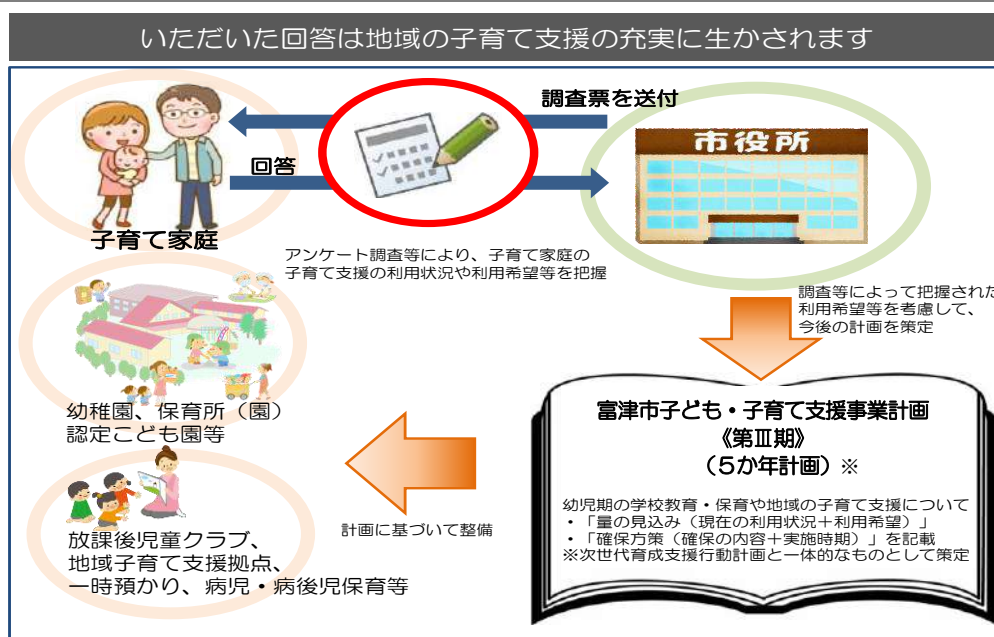 いただいた回答は地域の子育て支援の充実に生かされます
調査票を送付
市役所
回答
子育て家庭
アンケート調査等により、子育て家庭の
子育て支援の利用状況や利用希望等を把握
調査等によって把握された
利用希望等を考慮して、
今後の計画を策定
富津市子ども・子育て支援事業計画
《第Ⅲ期》
（５か年計画）※
幼児期の学校教育・保育や地域の子育て支援について
・「量の見込み（現在の利用状況＋利用希望）」
・「確保方策（確保の内容＋実施時期）」を記載
※次世代育成支援行動計画と一体的なものとして策定
計画に基づいて整備
幼稚園、保育所（園）
認定こども園等
放課後児童クラブ、
地域子育て支援拠点、
一時預かり、病児・病後児保育等